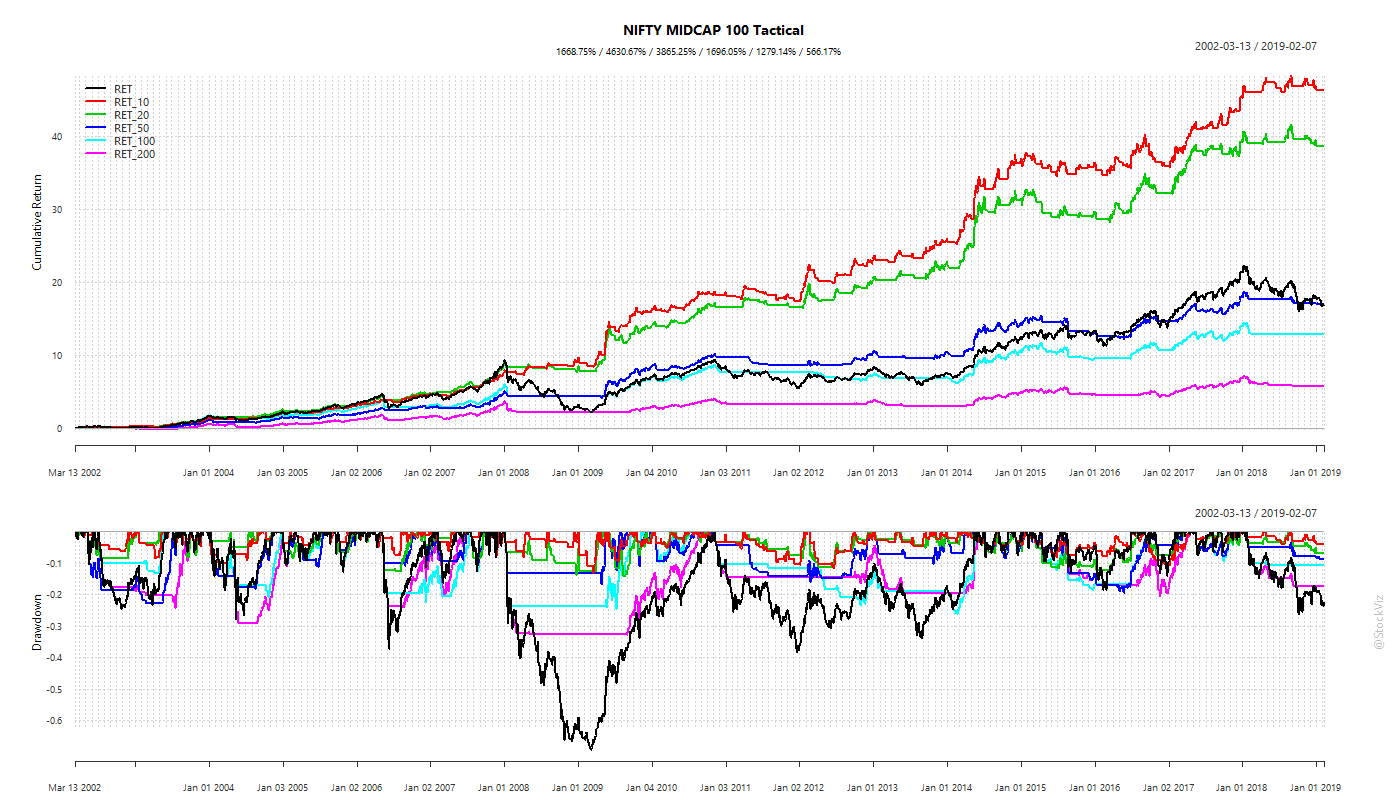 NIFTY MIDCAP 100 Tactical
1668.75% / 4630.67% / 3865.25% / 1696.05% / 1279.14% / 566.17%
2002-03-13 / 2019-02-07
RET
RET_10
RET_20
RET_50
RET_100
RET_200
Cumulative Return
40
30
20
10
0
Mar 13 2002 Jan 01 2004 Jan 03 2005 Jan 02 2006 Jan 02 2007 Jan 01 2008 Jan 01 2009 Jan 04 2010 Jan 03 2011 Jan 02 2012 Jan 01 2013 Jan 01 2014 Jan 01 2015 Jan 01 2016 Jan 02 2017 Jan 01 2018 Jan 01 2019
2002-03-13 / 2019-02-07
Drawdown
-0.1
-0.2
-0.3
-0.4
-0.5
-0.6
Mar 13 2002 Jan 01 2004 Jan 03 2005 Jan 02 2006 Jan 02 2007 Jan 01 2008 Jan 01 2009 Jan 04 2010 Jan 03 2011 Jan 02 2012 Jan 01 2013 Jan 01 2014 Jan 01 2015 Jan 01 2016 Jan 02 2017 Jan 01 2018 Jan 01 2019
@StockViz